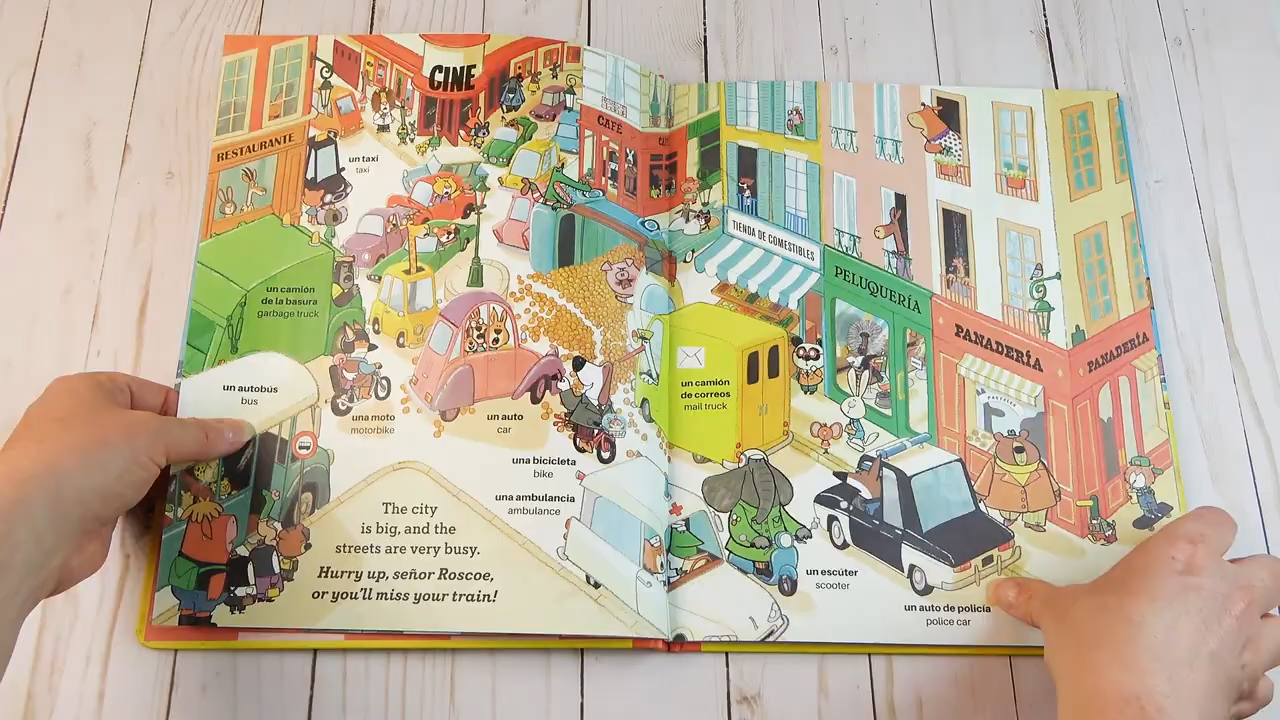 CINE
RESTAURANTE
CAFÉ
un taxi
taxi
TIENDA DE COMESTIBLES
PELUQUERÍA
PANADERÍA
PANADERÍA
PASTELES
un camión
de la basura
garbage truck
un autobús
bus
una moto
motorbike
un auto
car
un camión
de correos
mail truck
una bicicleta
bike
una ambulancia
ambulance
The city
is big, and the
streets are very busy.
Hurry up, señor Roscoe,
or you'll miss your train!
un escúter
scooter
un auto de policía
police car